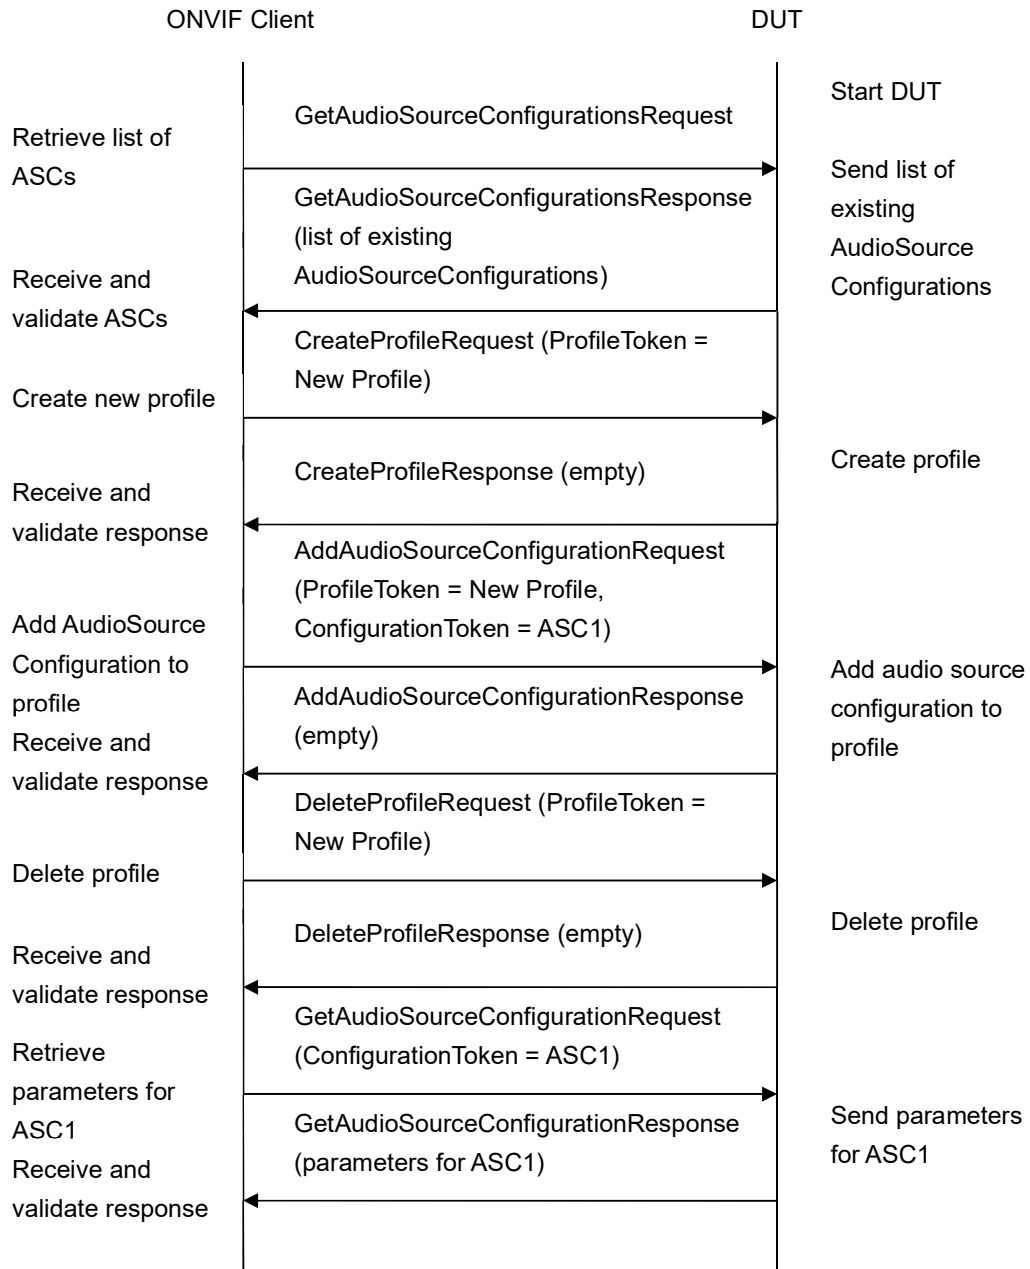 ONVIF Client
DUT
Start DUT
GetAudioSourceConfigurationsRequest
Retrieve list of
ASCs
Send list of
existing
AudioSource
Configurations
GetAudioSourceConfigurationsResponse
(list of existing
AudioSourceConfigurations)
Receive and
validate ASCs
CreateProfileRequest (ProfileToken =
New Profile)
Create new profile
Create profile
CreateProfileResponse (empty)
Receive and
validate response
AddAudioSourceConfigurationRequest
(ProfileToken = New Profile,
ConfigurationToken = ASC1)
Add AudioSource
Configuration to
profile
Add audio source
configuration to
profile
AddAudioSourceConfigurationResponse
(empty)
Receive and
validate response
DeleteProfileRequest (ProfileToken =
New Profile)
Delete profile
Delete profile
DeleteProfileResponse (empty)
Receive and
validate response
GetAudioSourceConfigurationRequest
(ConfigurationToken = ASC1)
Retrieve
parameters for
ASC1
Send parameters
for ASC1
GetAudioSourceConfigurationResponse
(parameters for ASC1)
Receive and
validate response